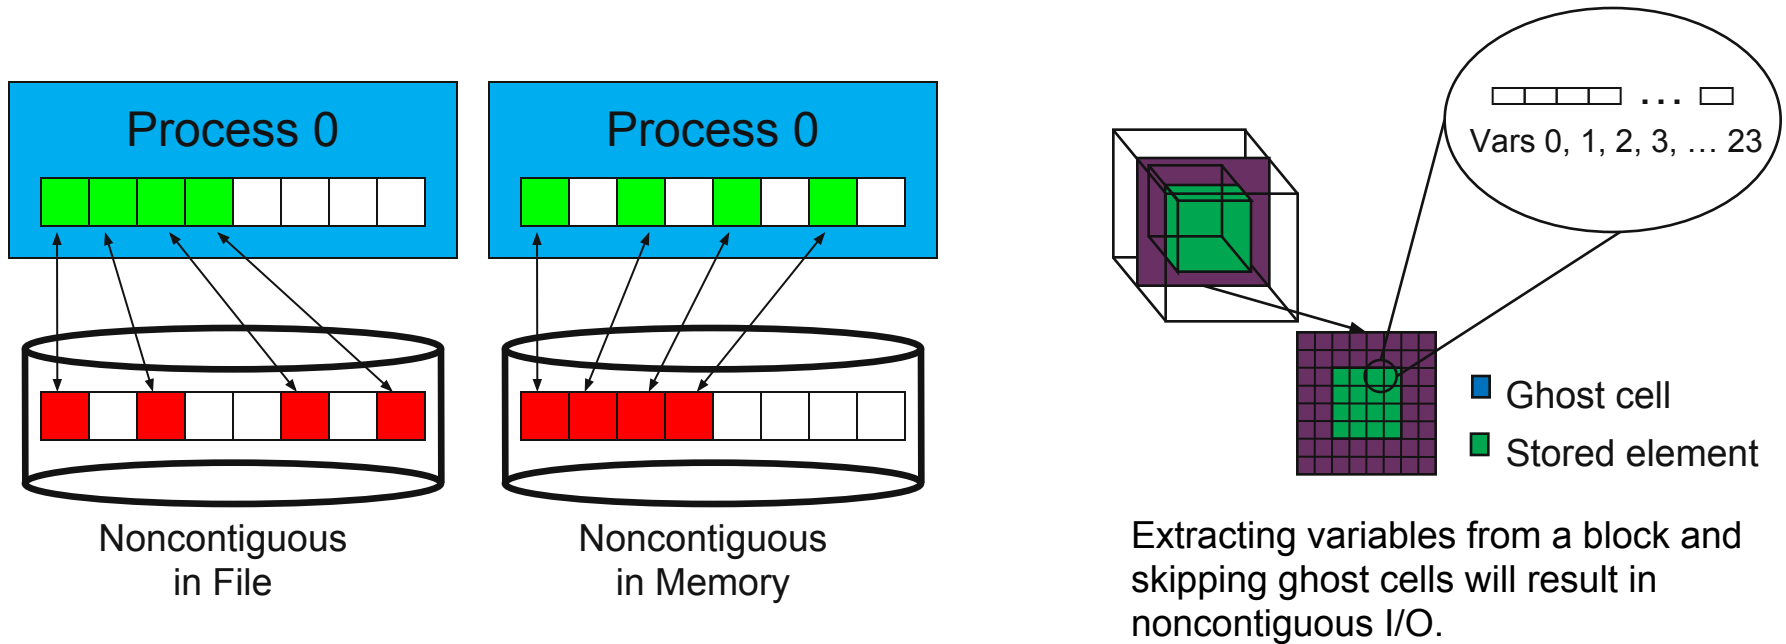 Process 0
Noncontiguous
in File
Process 0
Noncontiguous
in Memory
. . .
Vars 0, 1, 2, 3, … 23
Ghost cell
Stored element
Extracting variables from a block and
skipping ghost cells will result in
noncontiguous I/O.